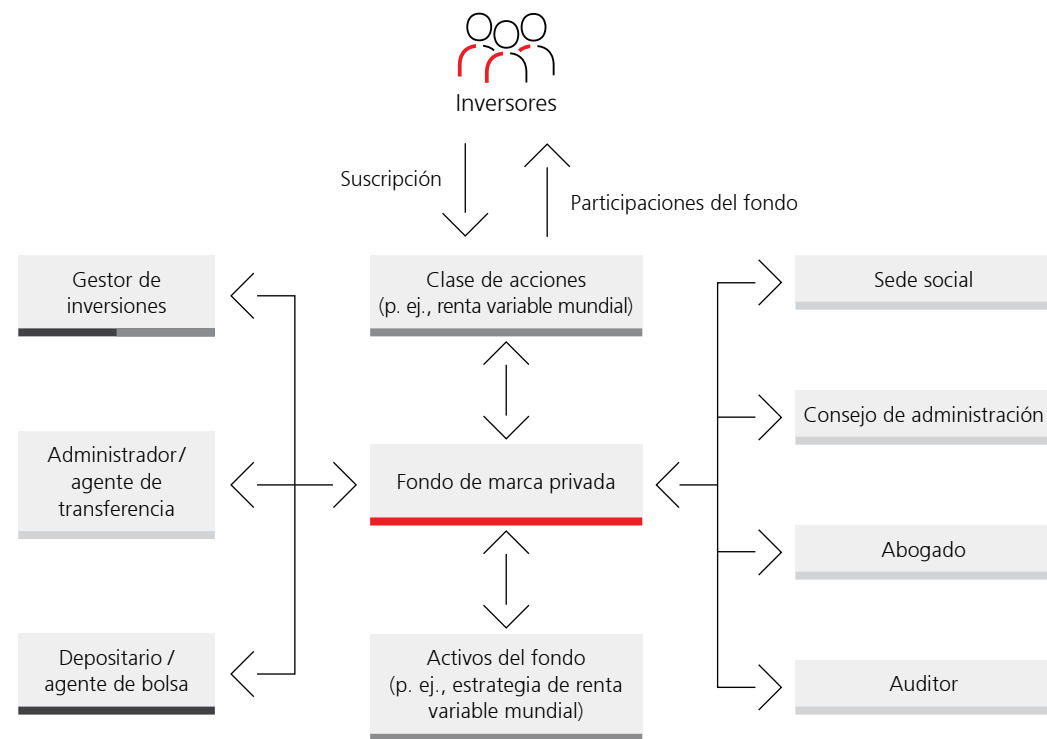 Inversores
Suscripción
Participaciones del fondo
Gestor de
inversiones
Clase de acciones
(p. ej., renta variable mundial)
Sede social
Consejo de administración
Administrador/
agente de
transferencia
Fondo de marca privada
Abogado
Depositario /
agente de bolsa
Activos del fondo
(p. ej., estrategia de renta
variable mundial)
Auditor